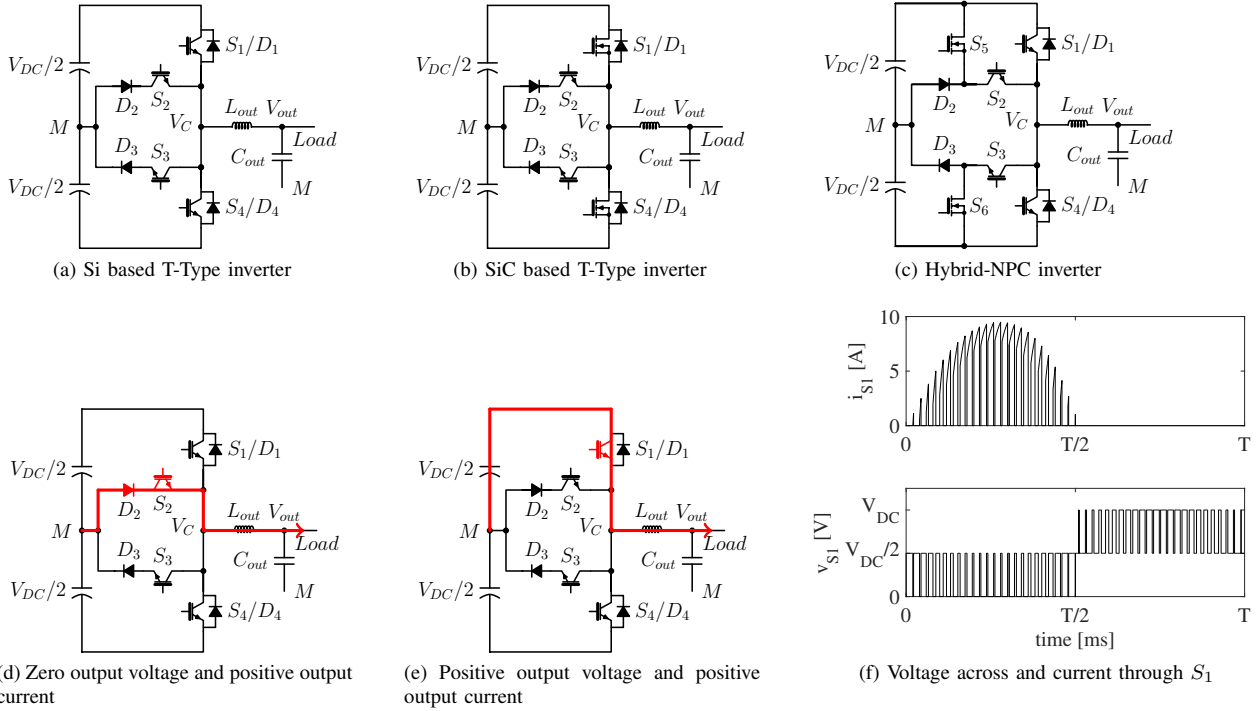 V_DC/2
V_DC/2
M
D_2
S_2
D_3
S_3
S_1/D_1
S_4/D_4
V_C
L_out
V_out
Load
C_out
M
(a) Si based T-Type inverter
V_DC/2
V_DC/2
M
D_2
S_2
D_3
S_3
S_1/D_1
S_4/D_4
V_C
L_out
V_out
Load
C_out
M
(b) SiC based T-Type inverter
V_DC/2
V_DC/2
M
S_5
D_2
S_2
D_3
S_3
S_6
S_1/D_1
S_4/D_4
V_C
L_out
V_out
Load
C_out
M
(c) Hybrid-NPC inverter
V_DC/2
V_DC/2
M
D_2
S_2
D_3
S_3
S_1/D_1
S_4/D_4
V_C
L_out
V_out
Load
C_out
M
(d) Zero output voltage and positive output
current
V_DC/2
V_DC/2
M
D_2
S_2
D_3
S_3
S_1/D_1
S_4/D_4
V_C
L_out
V_out
Load
C_out
M
(e) Positive output voltage and positive
output current
10
5
0
i_S1 [A]
0
T/2
T
V_DC
V_DC/2
0
v_S1 [V]
0
T/2
T
time [ms]
(f) Voltage across and current through S_1